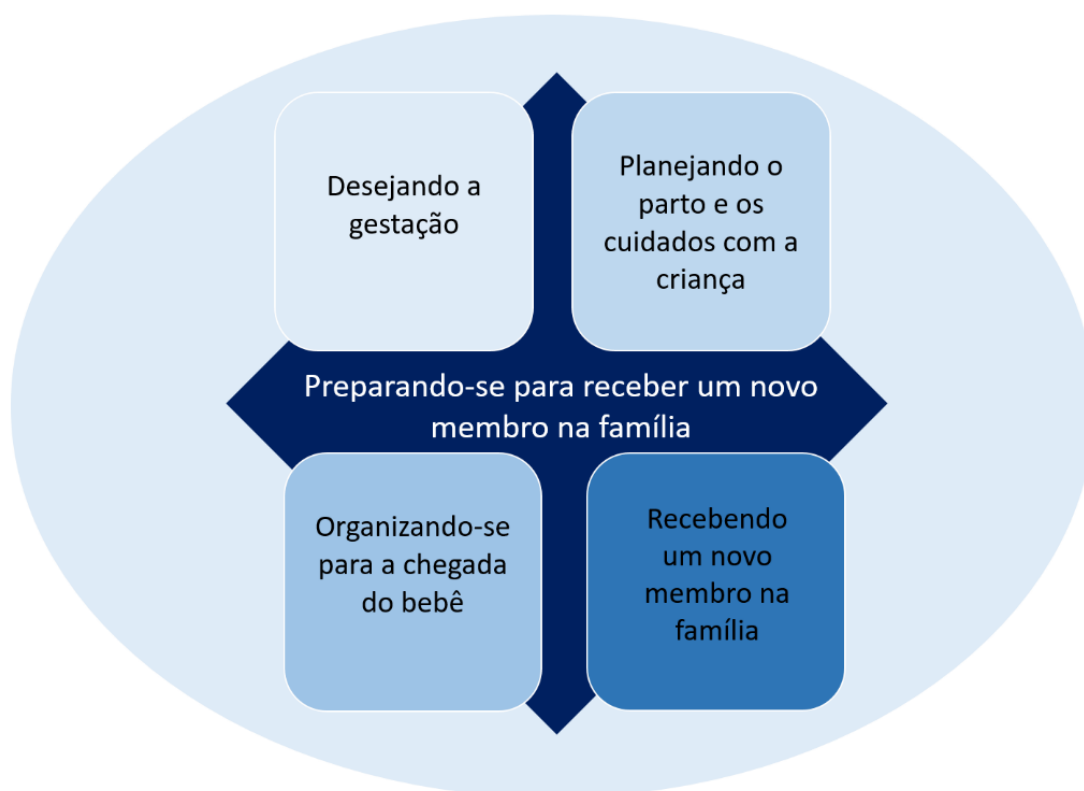 Desejando a
gestação
Planejando o
parto e os
cuidados com a
criança
Preparando-se para receber um novo
membro na família
Organizando-se
para a chegada
do bebê
Recebendo
um novo
membro na
família